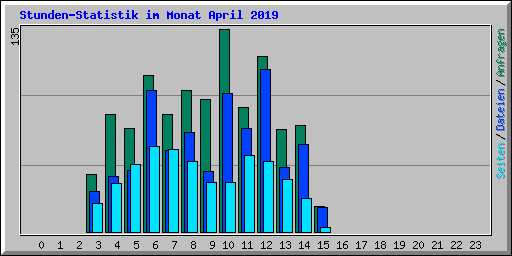 Stunden-Statistik im Monat April 2019
135
Seiten / Dateien / Anfragen
0 1 2 3 4 5 6 7 8 9 10 11 12 13 14 15 16 17 18 19 20 21 22 23